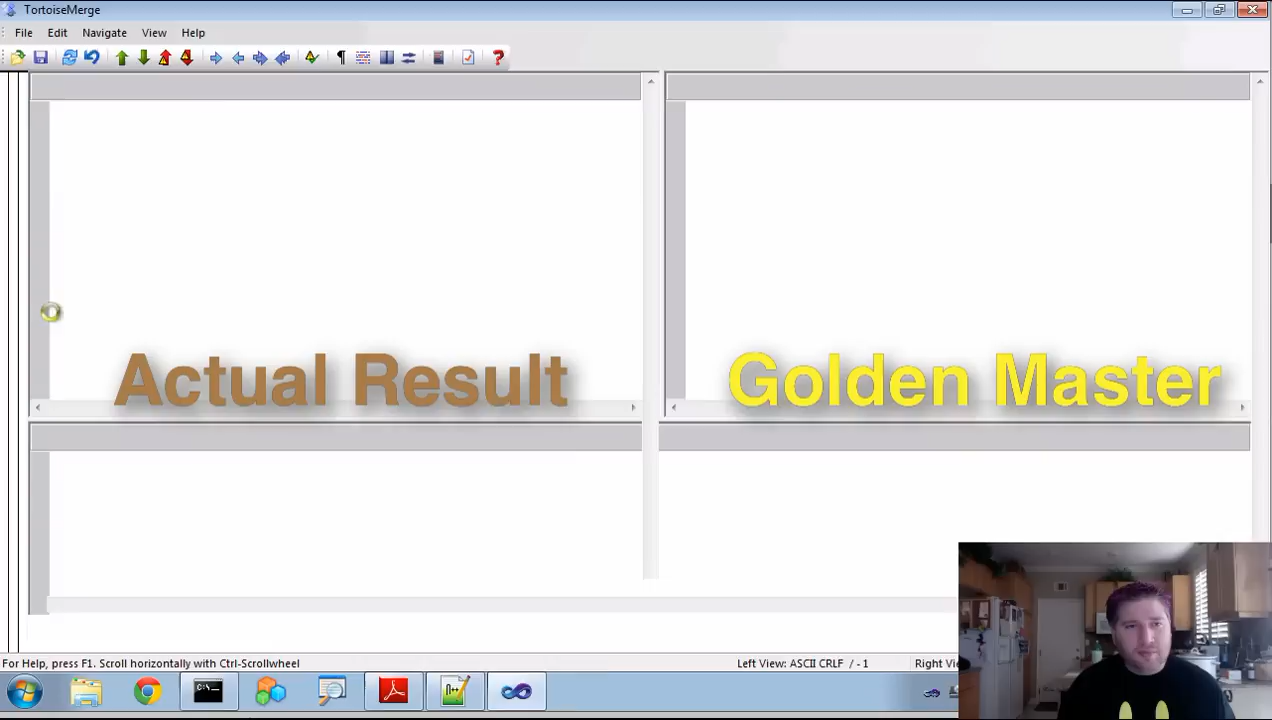 TortoiseMerge
File Edit Navigate View Help
Actual Result
Golden Master
For Help, press F1. Scroll horizontally with Ctrl-Scrollwheel
Left View: ASCII CRLF / - 1
Right View
C:\_
n++